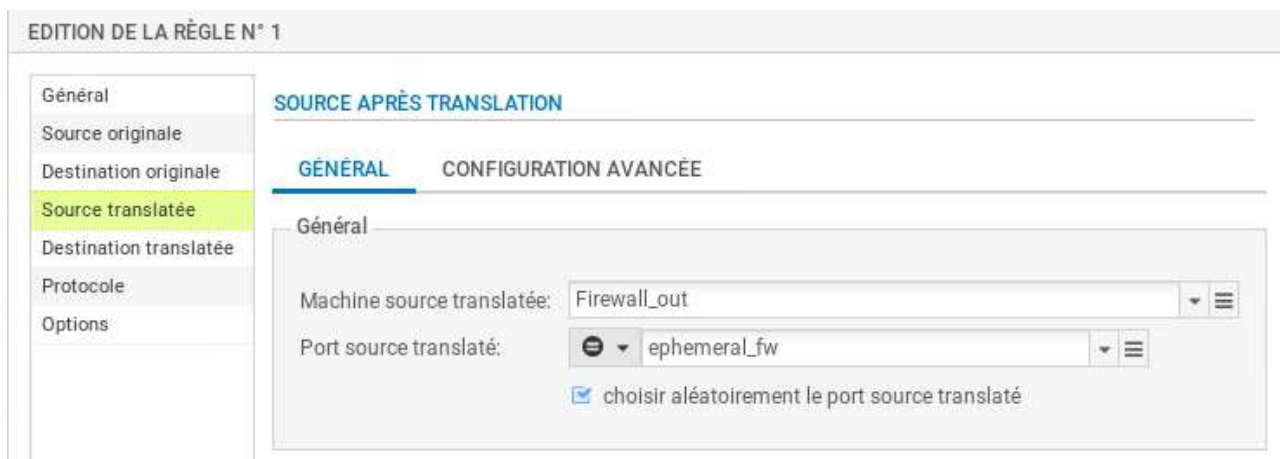 EDITION DE LA RÈGLE N° 1
Général
Source originale
Destination originale
Source translatée
Destination translatée
Protocole
Options
SOURCE APRÈS TRANSLATION
GÉNÉRAL CONFIGURATION AVANCÉE
Général
Machine source translatée: Firewall_out
Port source translaté: ephemeral_fw
choisir aléatoirement le port source translaté